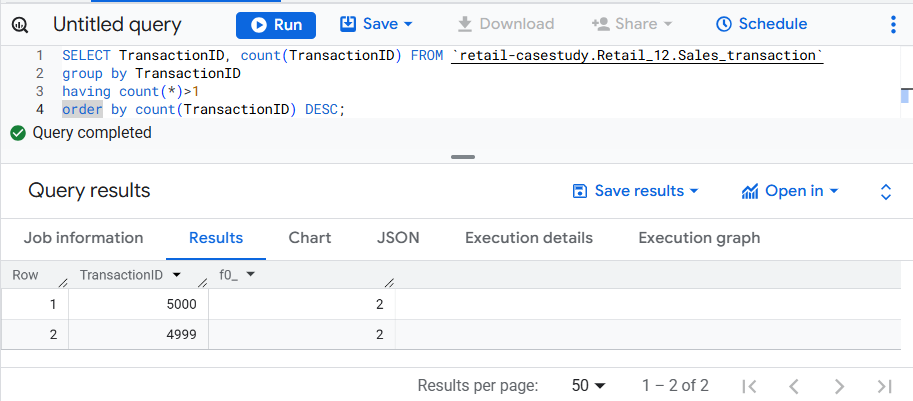 Untitled query Run Save Download Share Schedule
1 SELECT TransactionID, count(TransactionID) FROM `retail-casestudy.Retail_12.Sales_transaction`
2 group by TransactionID
3 having count(*)>1
4 order by count(TransactionID) DESC;
Query completed
Query results Save results Open in
Job information Results Chart JSON Execution details Execution graph
Row TransactionID f0_
1 5000 2
2 4999 2
Results per page: 50 1 – 2 of 2